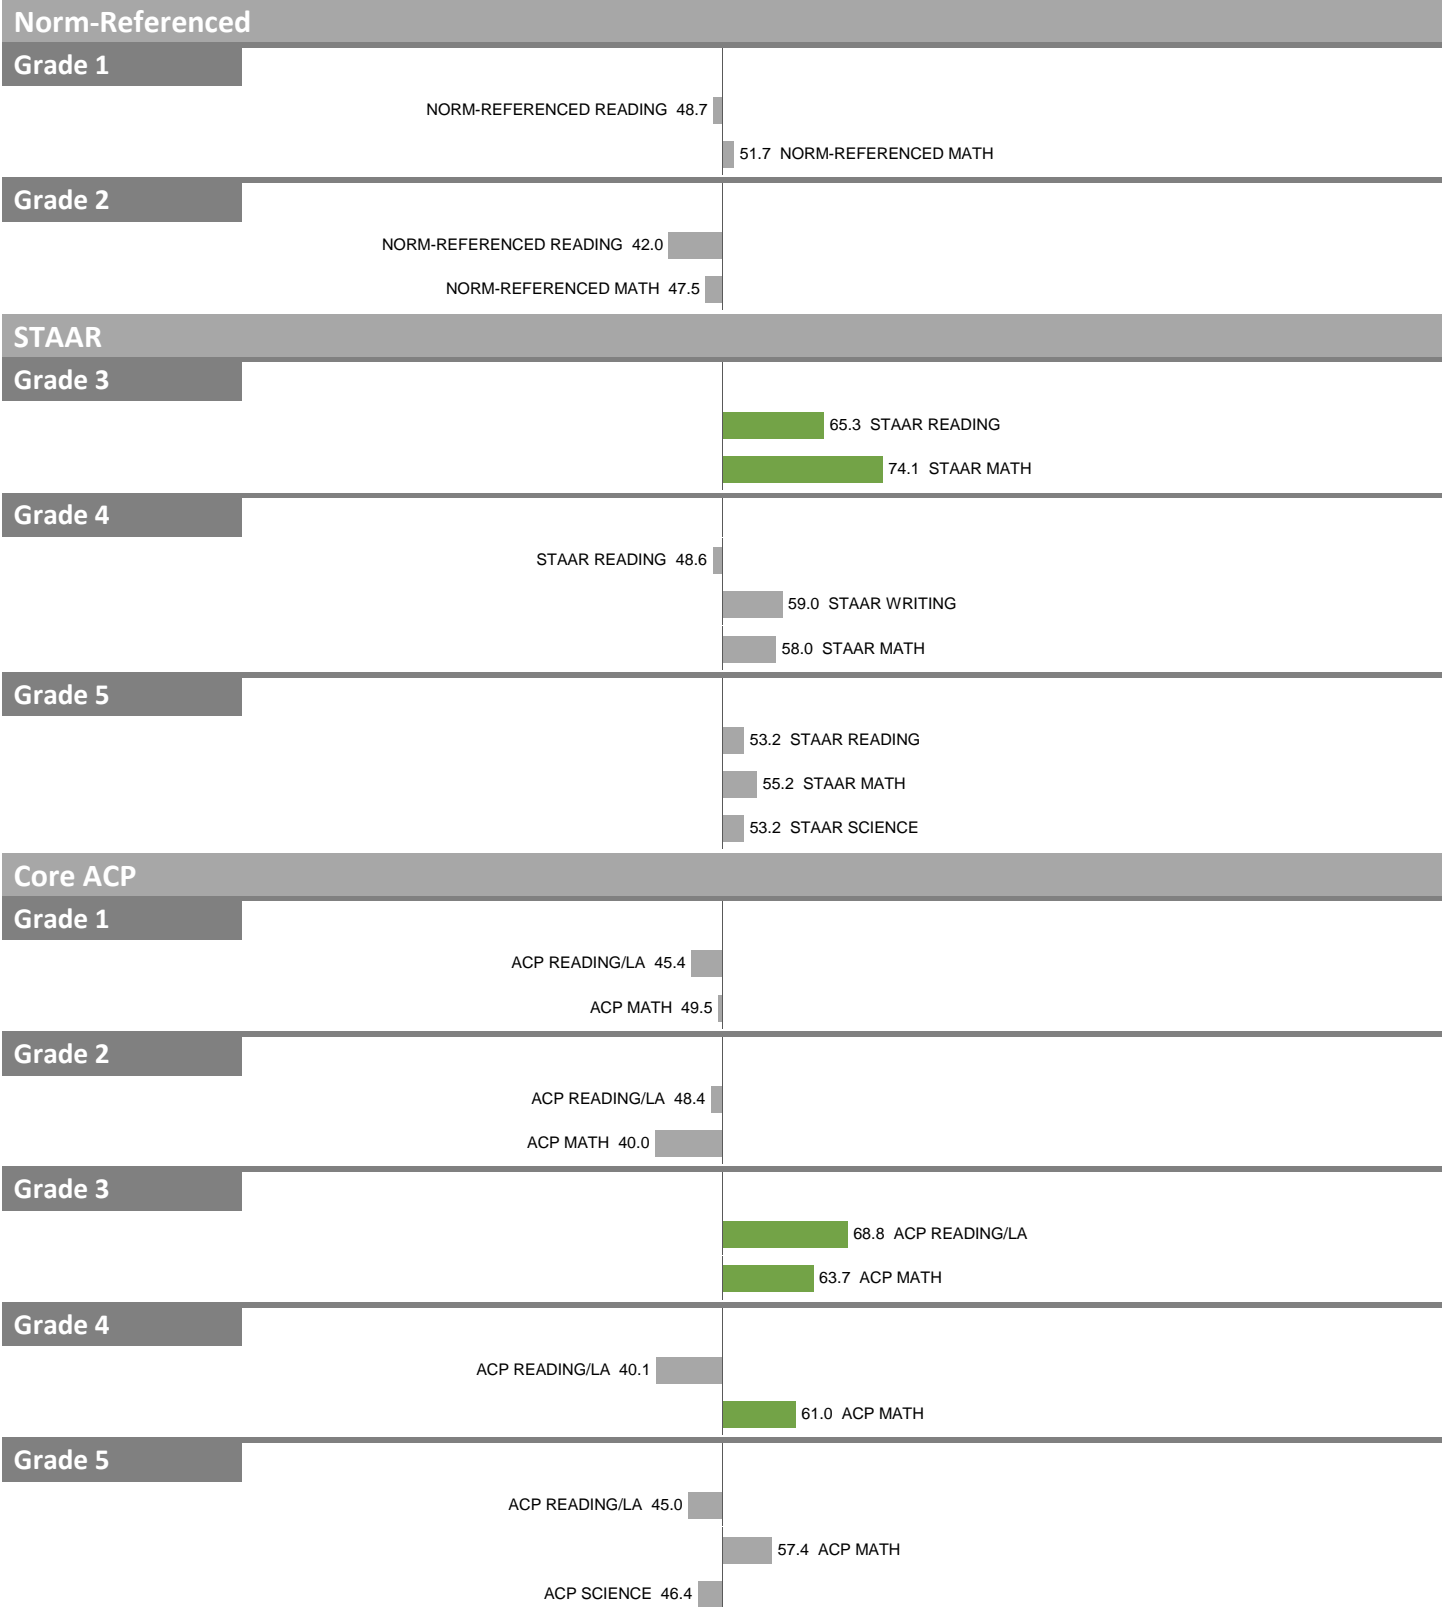 Norm-Referenced
Grade 1
NORM-REFERENCED READING 48.7
51.7 NORM-REFERENCED MATH
Grade 2
NORM-REFERENCED READING 42.0
NORM-REFERENCED MATH 47.5
STAAR
Grade 3
65.3 STAAR READING
74.1 STAAR MATH
Grade 4
STAAR READING 48.6
59.0 STAAR WRITING
58.0 STAAR MATH
Grade 5
53.2 STAAR READING
55.2 STAAR MATH
53.2 STAAR SCIENCE
Core ACP
Grade 1
ACP READING/LA 45.4
ACP MATH 49.5
Grade 2
ACP READING/LA 48.4
ACP MATH 40.0
Grade 3
68.8 ACP READING/LA
63.7 ACP MATH
Grade 4
ACP READING/LA 40.1
61.0 ACP MATH
Grade 5
ACP READING/LA 45.0
57.4 ACP MATH
ACP SCIENCE 46.4